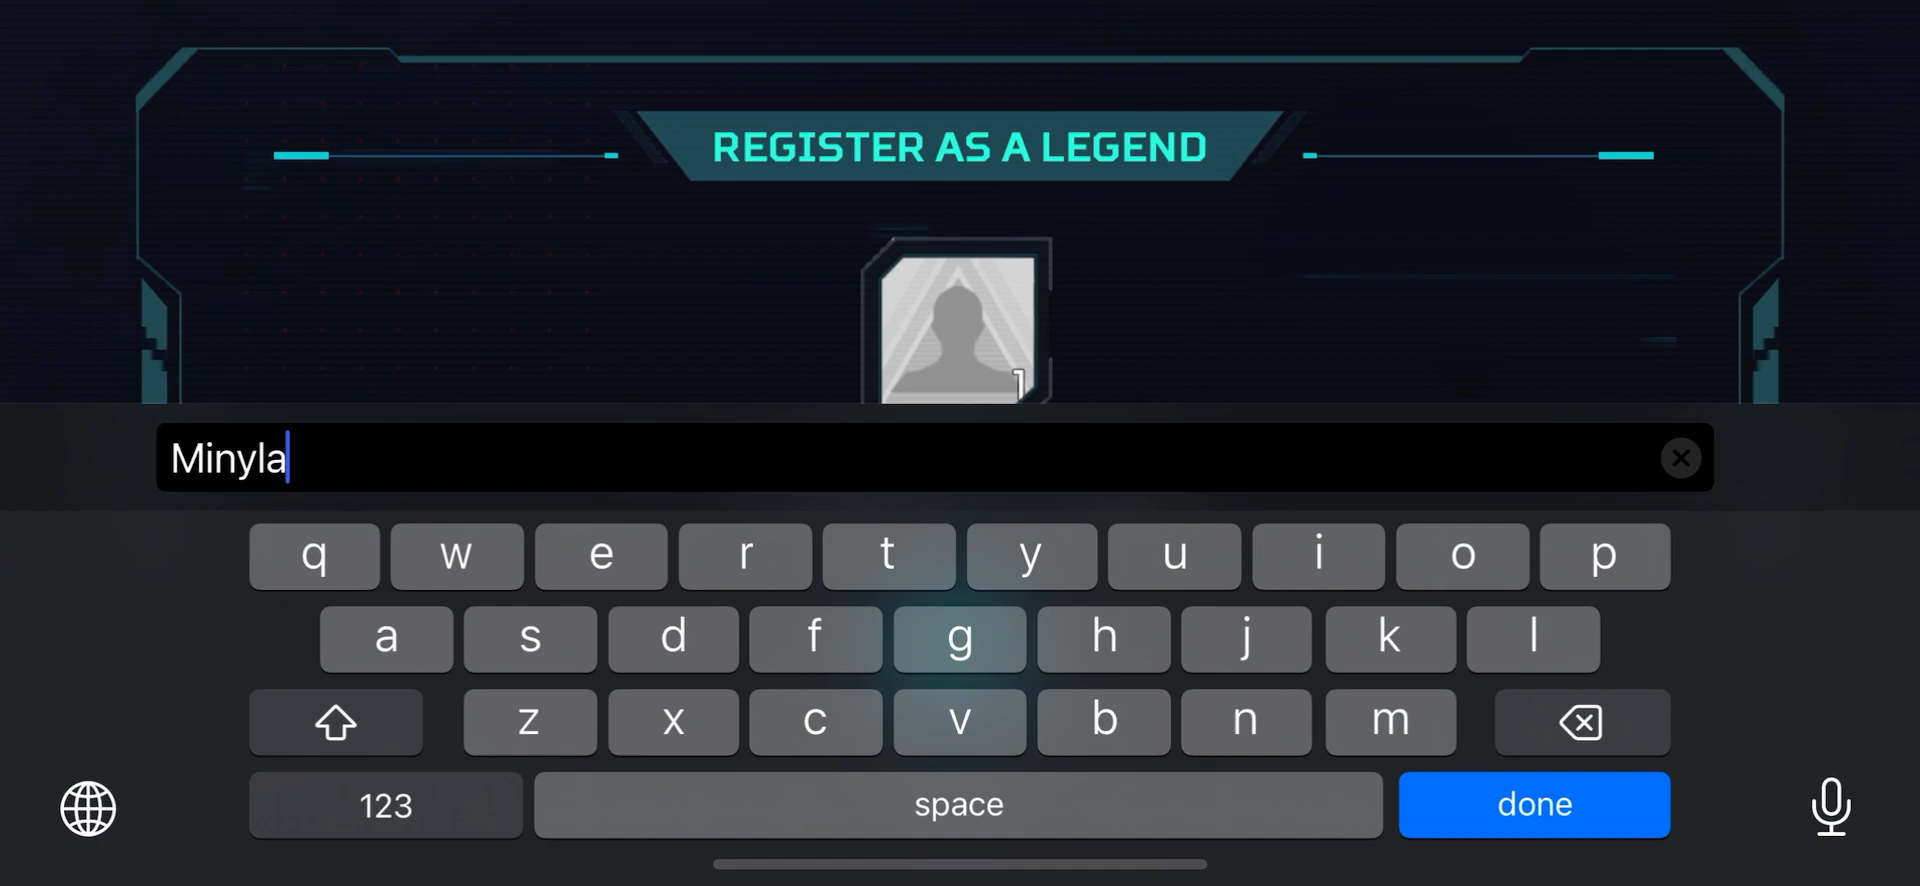 REGISTER AS A LEGEND
1
Minyla
q w e r t y u i o p
a s d f g h j k l
z x c v b n m
123 space done